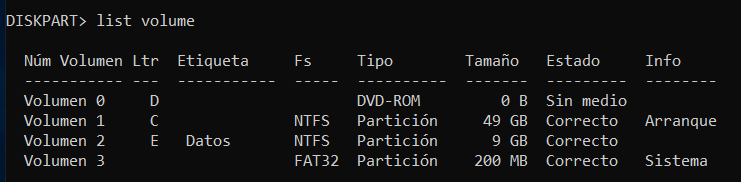 DISKPART> list volume
Núm Volumen Ltr Etiqueta Fs Tipo Tamaño Estado Info
----------- --- ----------- ----- ---------- ------- --------- --------
Volumen 0 D DVD-ROM 0 B Sin medio
Volumen 1 C NTFS Partición 49 GB Correcto Arranque
Volumen 2 E Datos NTFS Partición 9 GB Correcto
Volumen 3 FAT32 Partición 200 MB Correcto Sistema